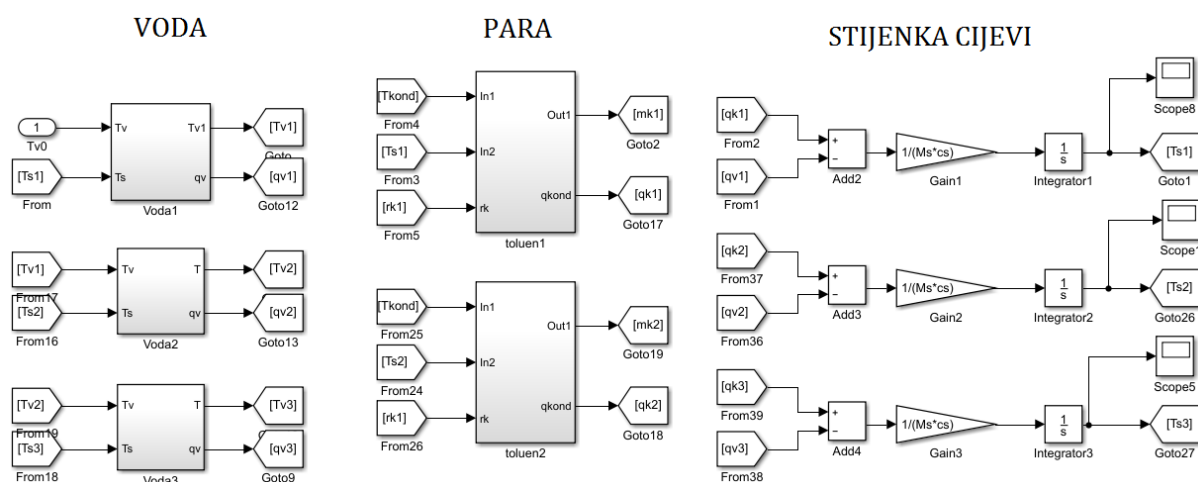 VODA
1
Tv0
[Ts1]
From
Tv
Ts
Tv1
qv
Voda1
[Tv1]
Goto
[qv1]
Goto12
[Tv1]
From17
[Ts2]
From16
Tv
Ts
T
qv
Voda2
[Tv2]
[qv2]
Goto13
[Tv2]
From19
[Ts3]
From18
Tv
Ts
T
qv
Voda3
[Tv3]
[qv3]
Goto9
PARA
[Tkond]
From4
[Ts1]
From3
[rk1]
From5
In1
In2
rk
Out1
qkond
toluen1
[mk1]
Goto2
[qk1]
Goto17
[Tkond]
From25
[Ts2]
From24
[rk1]
From26
In1
In2
rk
Out1
qkond
toluen2
[mk2]
Goto19
[qk2]
Goto18
STIJENKA CIJEVI
[qk1]
From2
[qv1]
From1
+
−
Add2
1/(Ms*cs)
Gain1
1
s
Integrator1
Scope8
[Ts1]
Goto1
[qk2]
From37
[qv2]
From36
+
−
Add3
1/(Ms*cs)
Gain2
1
s
Integrator2
[Ts2]
Goto26
[qk3]
From39
[qv3]
From38
+
−
Add4
1/(Ms*cs)
Gain3
1
s
Integrator3
Scope5
[Ts3]
Goto27